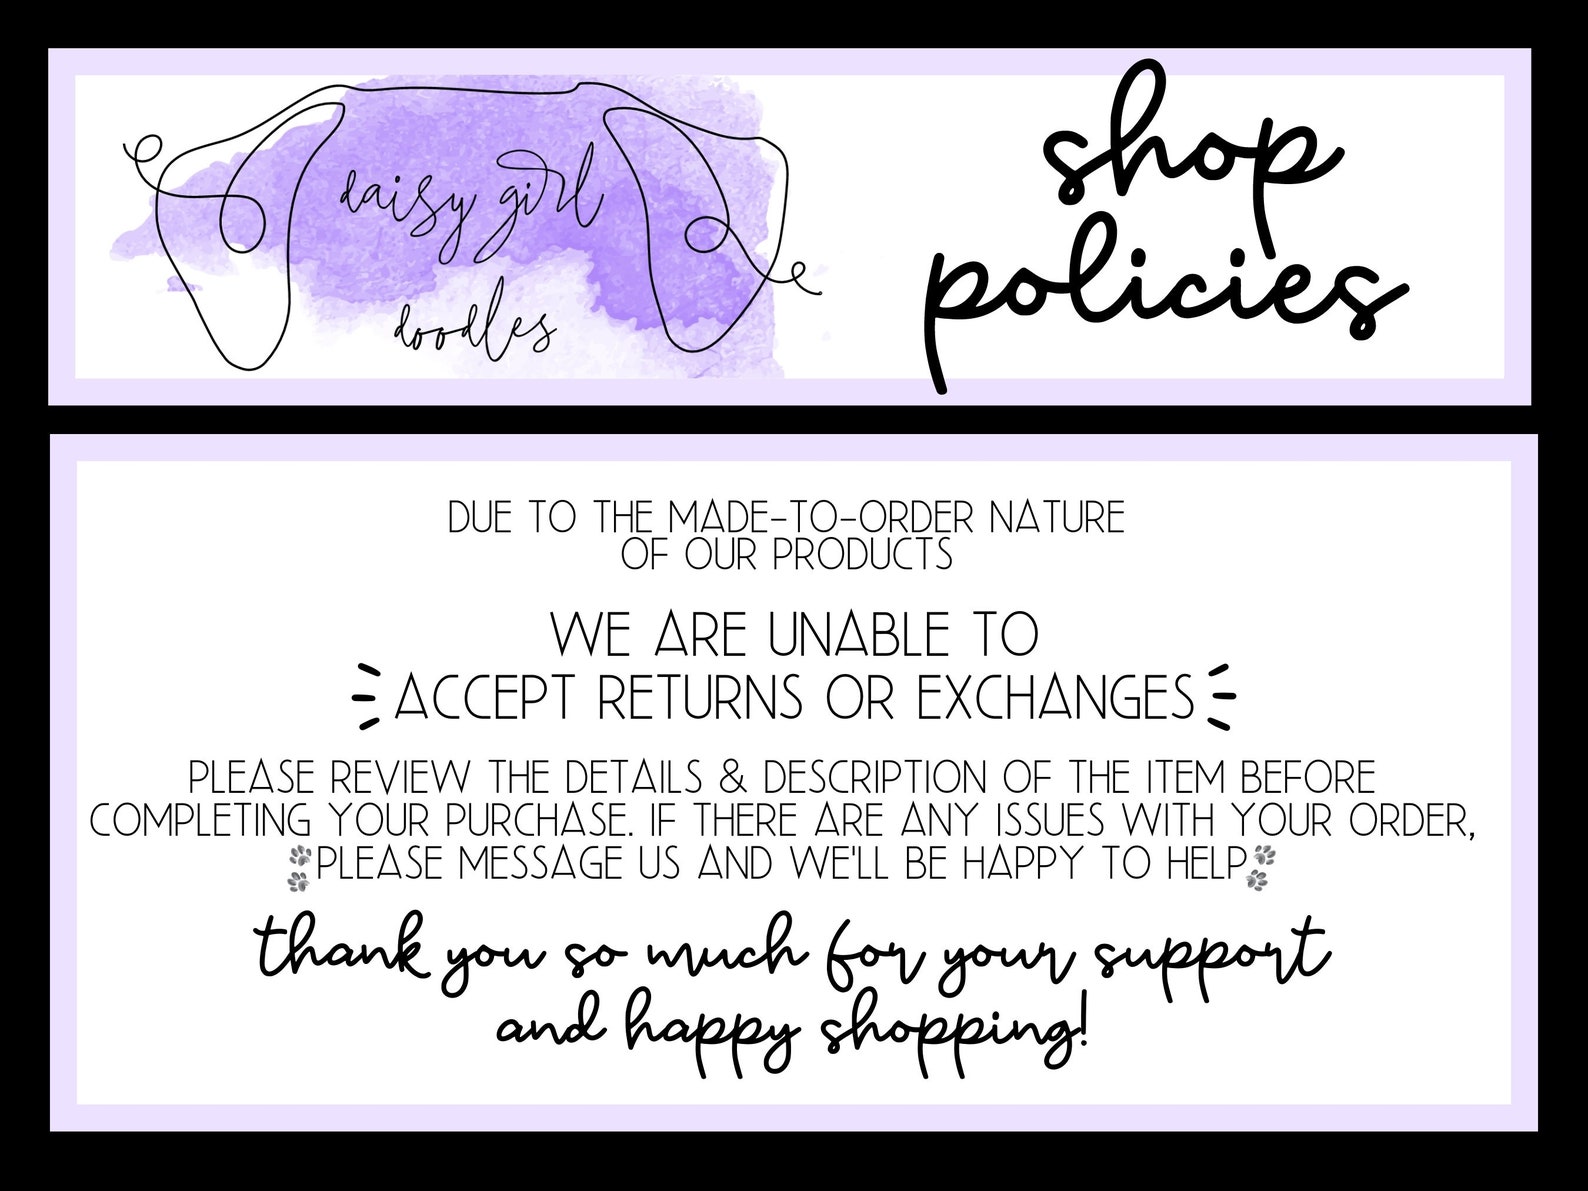 daisy girl
doodles
shop
policies
DUE TO THE MADE-TO-ORDER NATURE
OF OUR PRODUCTS
WE ARE UNABLE TO
ACCEPT RETURNS OR EXCHANGES
PLEASE REVIEW THE DETAILS & DESCRIPTION OF THE ITEM BEFORE
COMPLETING YOUR PURCHASE. IF THERE ARE ANY ISSUES WITH YOUR ORDER,
PLEASE MESSAGE US AND WE'LL BE HAPPY TO HELP
thank you so much for your support
and happy shopping!